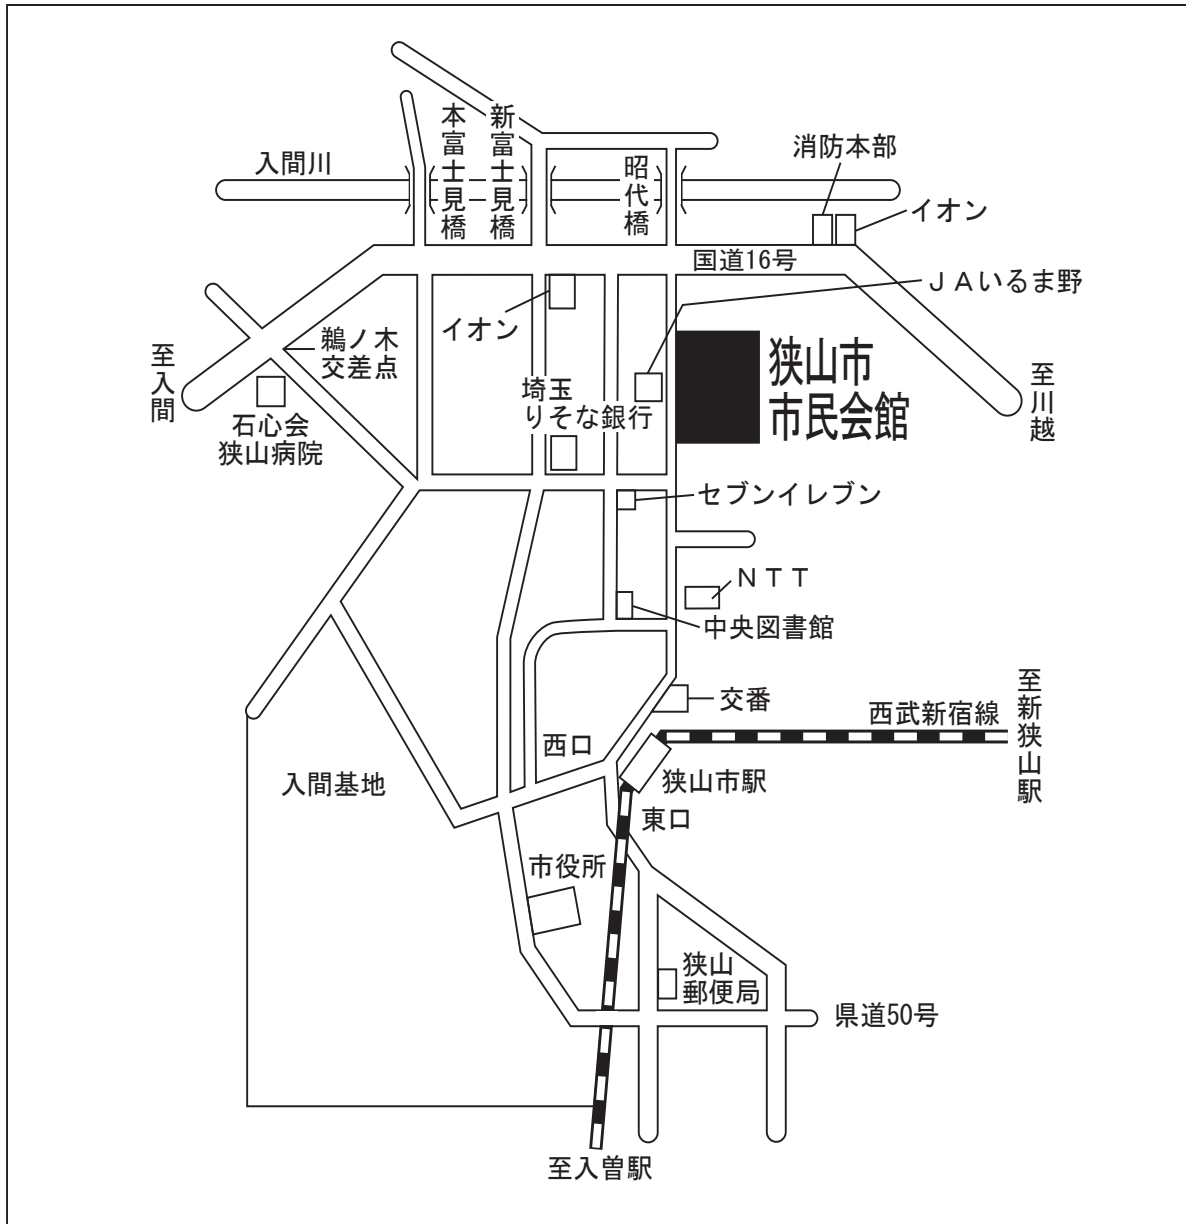 本富士見橋
新富士見橋
昭代橋
消防本部
入間川
イオン
国道16号
ＪＡいるま野
イオン
鵜ノ木
交差点
至入間
狭山市
市民会館
至川越
埼玉
りそな銀行
石心会
狭山病院
セブンイレブン
ＮＴＴ
中央図書館
交番
西武新宿線
至新狭山駅
西口
狭山市駅
入間基地
東口
市役所
狭山
郵便局
県道50号
至入曽駅